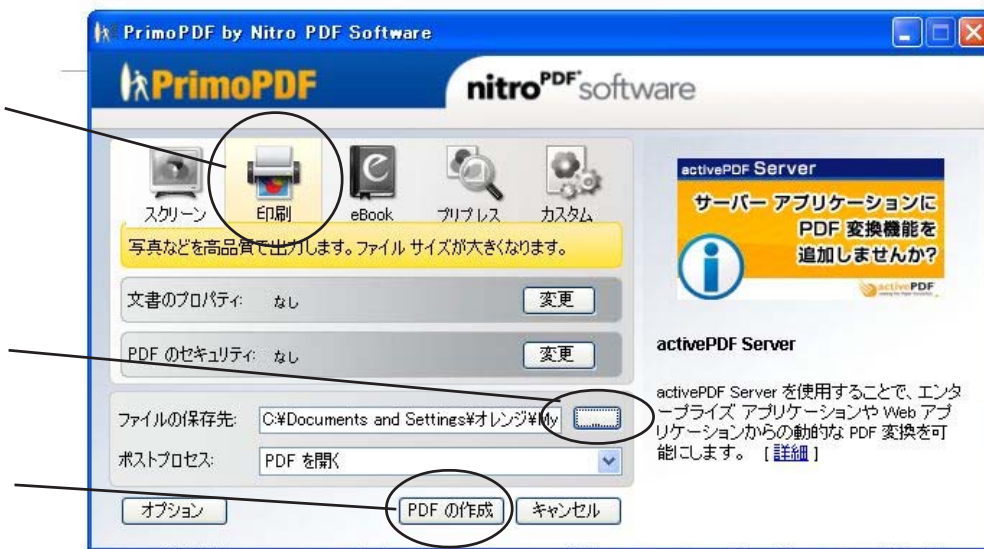 PrimoPDF by Nitro PDF Software
PrimoPDF
nitroPDF®software
スクリーン
印刷
eBook
プリプレス
カスタム
写真などを高品質で出力します。ファイル サイズが大きくなります。
文書のプロパティ: なし
変更
PDF のセキュリティ: なし
変更
ファイルの保存先: C:¥Documents and Settings¥オレンジ¥My
...
ポストプロセス: PDF を開く
オプション
PDF の作成
キャンセル
activePDF Server
サーバー アプリケーションに
PDF 変換機能を
追加しませんか?
activePDF
activePDF Server
activePDF Server を使用することで、エンタ
ープライズ アプリケーションや Web アプ
リケーションからの動的な PDF 変換を可
能にします。 [詳細]